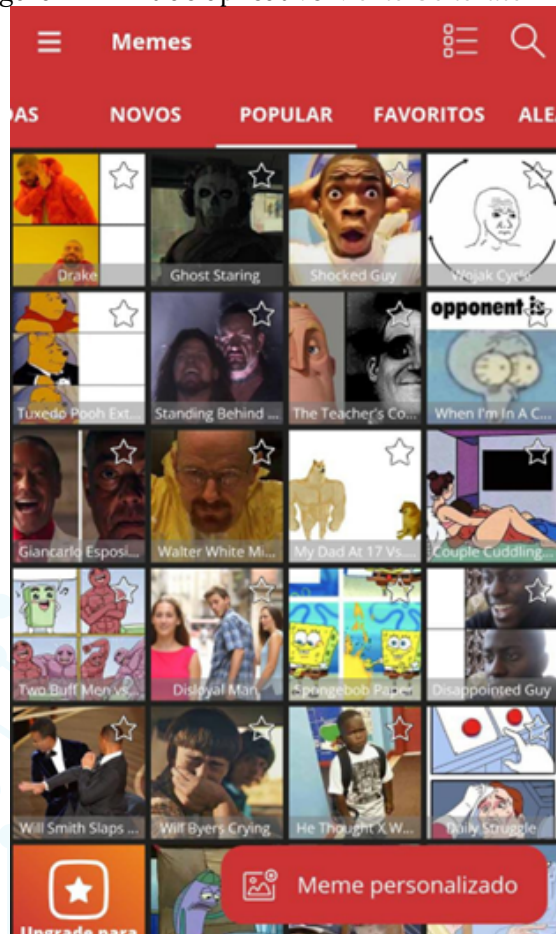 Memes
NOVOS POPULAR FAVORITOS ALE
Drake Ghost Staring Shocked Guy Wojak Cycle
opponent is
Tuxedo Pooh Ext... Standing Behind ... The Teacher's Co... When I'm In A C...
Giancarlo Esposi... Walter White Mi... My Dad At 17 Vs... Couple Cuddling...
Two Buff Men vs... Disloyal Man Spongebob Paper Disappointed Guy
Will Smith Slaps ... Will Byers Crying He Thought X W... Daily Struggle
Meme personalizado
Upgrade para